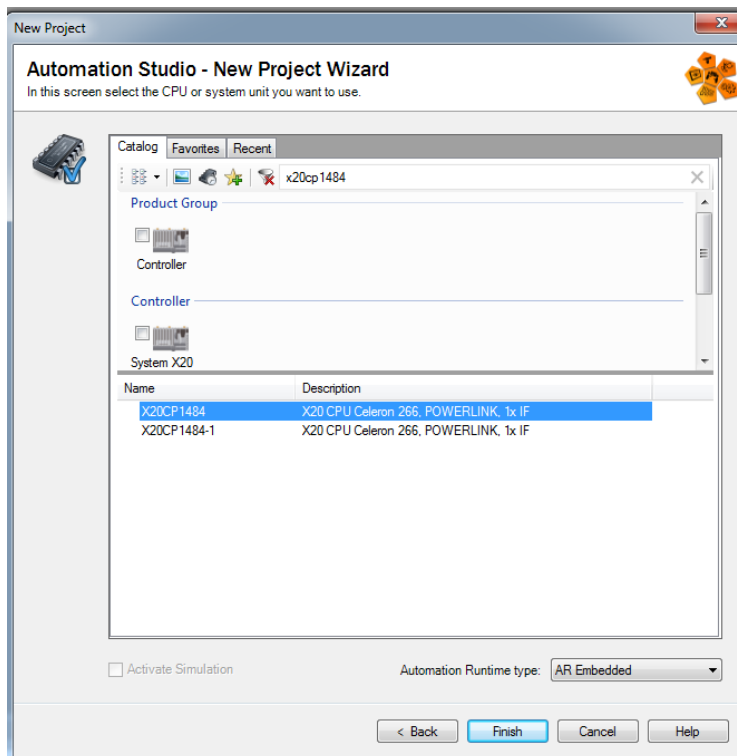 New Project
Automation Studio - New Project Wizard
In this screen select the CPU or system unit you want to use.
Catalog Favorites Recent
x20cp1484
Product Group
Controller
Controller
System X20
Name Description
X20CP1484 X20 CPU Celeron 266, POWERLINK, 1x IF
X20CP1484-1 X20 CPU Celeron 266, POWERLINK, 1x IF
Activate Simulation Automation Runtime type: AR Embedded
< Back Finish Cancel Help